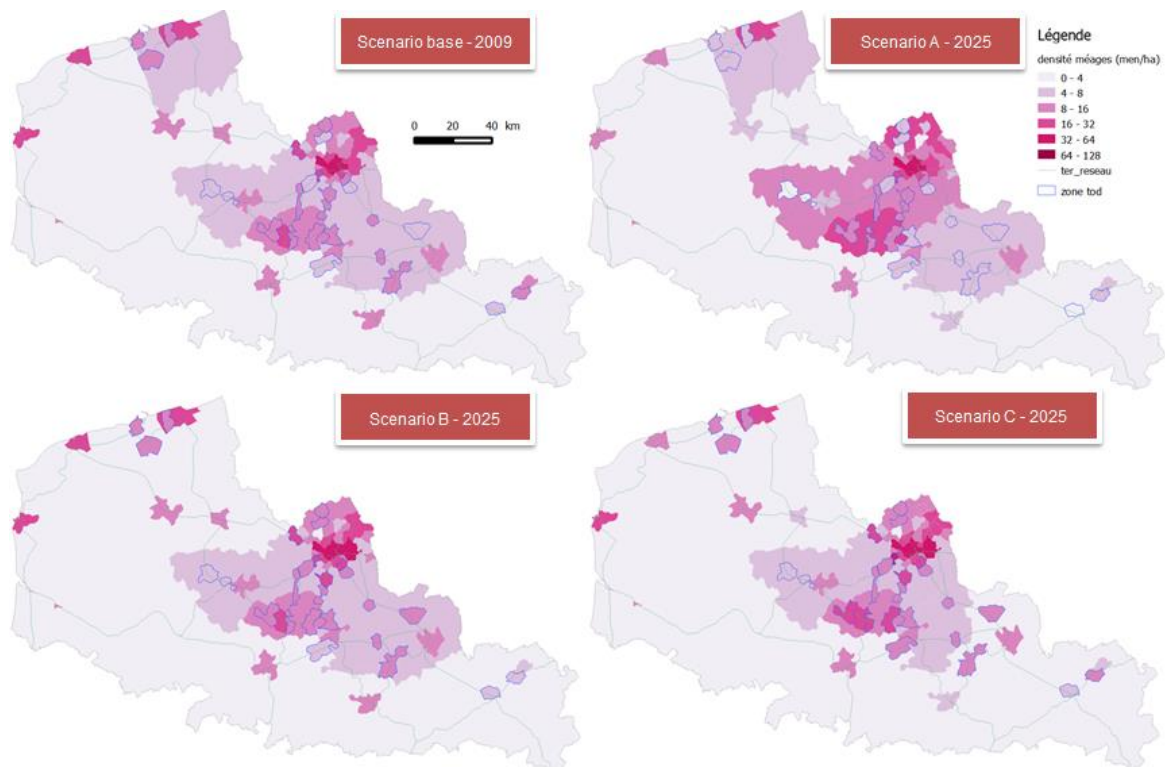 Scenario base - 2009
Scenario A - 2025
Légende
densité méages (men/ha)
0 - 4
4 - 8
8 - 16
16 - 32
32 - 64
64 - 128
ter_reseau
zone tod
0 20 40 km
Scenario B - 2025
Scenario C - 2025